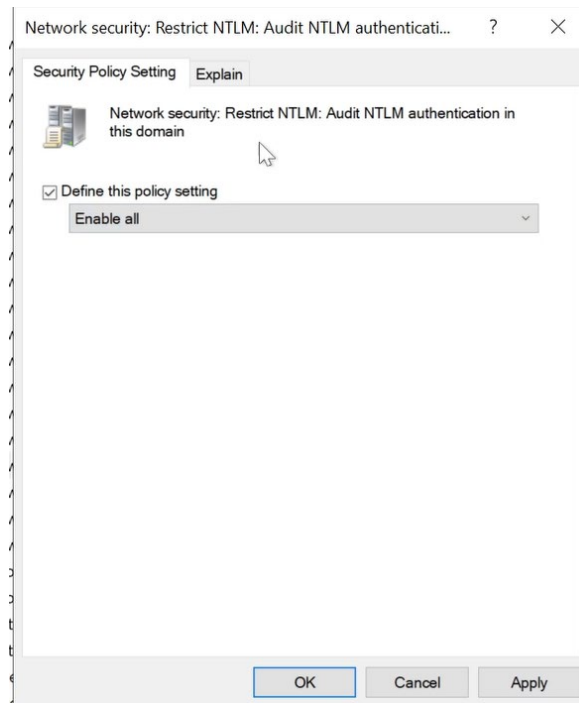 Network security: Restrict NTLM: Audit NTLM authenticati... ?
Security Policy Setting Explain
Network security: Restrict NTLM: Audit NTLM authentication in
this domain
Define this policy setting
Enable all
OK Cancel Apply